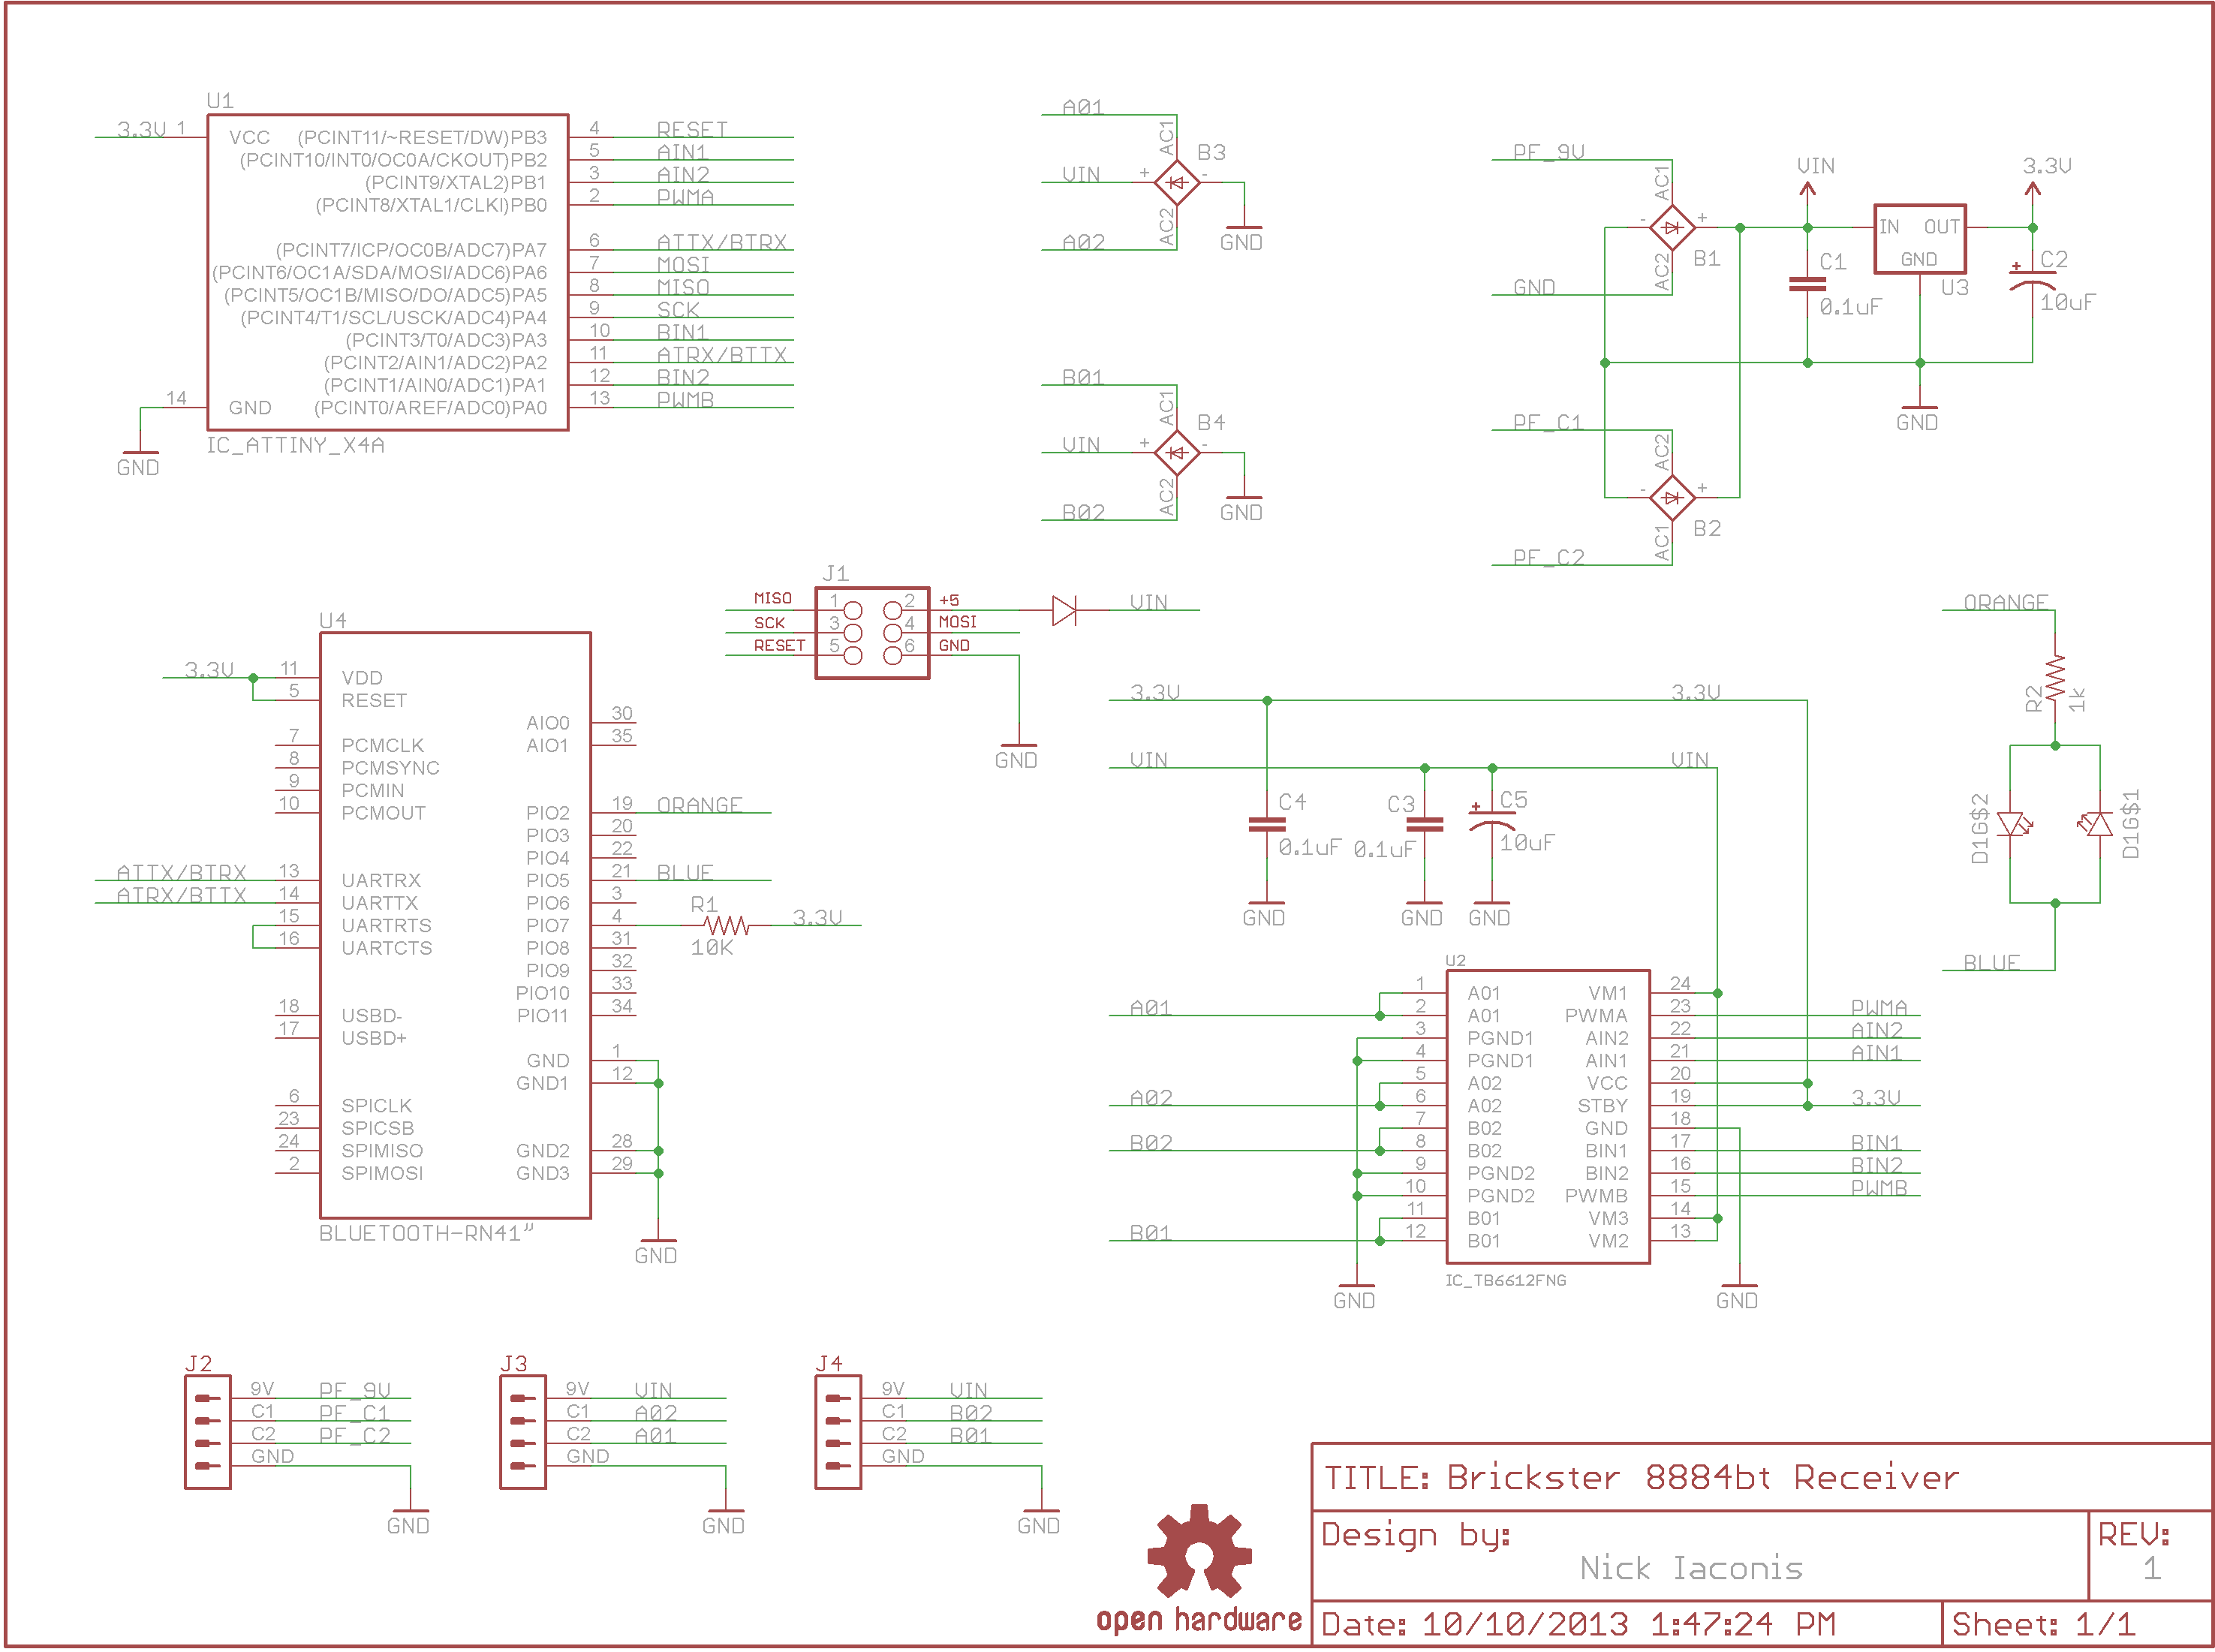 U1
3.3V 1
VCC (PCINT11/~RESET/DW)PB3 4 RESET
(PCINT10/INT0/OC0A/CKOUT)PB2 5 AIN1
(PCINT9/XTAL2)PB1 3 AIN2
(PCINT8/XTAL1/CLKI)PB0 2 PWMA
(PCINT7/ICP/OC0B/ADC7)PA7 6 ATTX/BTRX
(PCINT6/OC1A/SDA/MOSI/ADC6)PA6 7 MOSI
(PCINT5/OC1B/MISO/DO/ADC5)PA5 8 MISO
(PCINT4/T1/SCL/USCK/ADC4)PA4 9 SCK
(PCINT3/T0/ADC3)PA3 10 BIN1
(PCINT2/AIN1/ADC2)PA2 11 ATRX/BTTX
(PCINT1/AIN0/ADC1)PA1 12 BIN2
14 GND (PCINT0/AREF/ADC0)PA0 13 PWMB
IC_ATTINY_X4A
GND
A01
AC1
B3
VIN + -
AC2
A02
GND
B01
AC1
B4
VIN + -
AC2
B02
GND
PF_9V
AC1
- +
B1
AC2
GND
VIN
3.3V
IN OUT
GND
U3
C1
0.1uF
C2
+
10uF
GND
PF_C1
AC2
- +
B2
AC1
PF_C2
J1
MISO 1 2 +5
SCK 3 4 MOSI
RESET 5 6 GND
VIN
GND
ORANGE
R2
1k
D1G$2
D1G$1
BLUE
U4
3.3V 11 VDD
5 RESET
AIO0 30
7 PCMCLK AIO1 35
8 PCMSYNC
9 PCMIN
10 PCMOUT PIO2 19 ORANGE
PIO3 20
PIO4 22
ATTX/BTRX 13 UARTRX PIO5 21 BLUE
ATRX/BTTX 14 UARTTX PIO6 3
15 UARTRTS PIO7 4 R1 3.3V
10K
16 UARTCTS PIO8 31
PIO9 32
PIO10 33
18 USBD- PIO11 34
17 USBD+
GND 1
GND1 12
6 SPICLK
23 SPICSB
24 SPIMISO GND2 28
2 SPIMOSI GND3 29
BLUETOOTH-RN41"
GND
3.3V 3.3V
VIN VIN
C4
0.1uF
C3
0.1uF
C5
+
10uF
GND GND GND
U2
1 A01 VM1 24
A01 2 A01 PWMA 23 PWMA
3 PGND1 AIN2 22 AIN2
4 PGND1 AIN1 21 AIN1
5 A02 VCC 20
A02 6 A02 STBY 19 3.3V
7 B02 GND 18
B02 8 B02 BIN1 17 BIN1
9 PGND2 BIN2 16 BIN2
10 PGND2 PWMB 15 PWMB
11 B01 VM3 14
B01 12 B01 VM2 13
IC_TB6612FNG
GND GND
J2
9V PF_9V
C1 PF_C1
C2 PF_C2
GND
GND
J3
9V VIN
C1 A02
C2 A01
GND
GND
J4
9V VIN
C1 B02
C2 B01
GND
GND
open hardware
TITLE: Brickster 8884bt Receiver
Design by:
Nick Iaconis
REV:
1
Date: 10/10/2013 1:47:24 PM
Sheet: 1/1